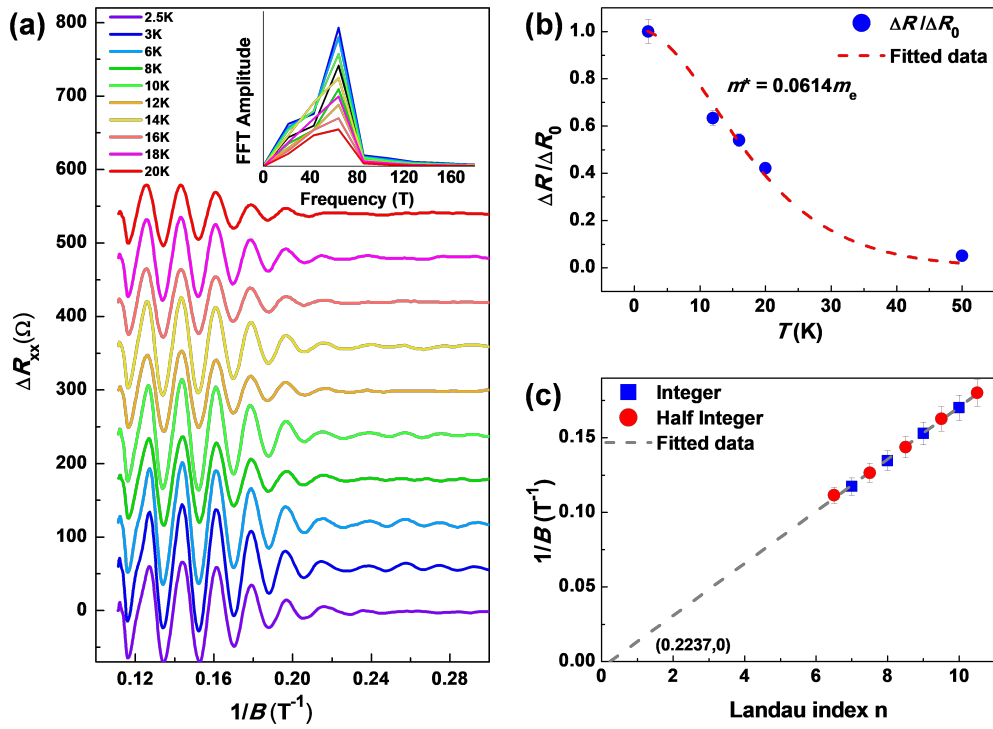 (a)
800
700
600
500
400
300
200
100
0
ΔRxx(Ω)
2.5K
3K
6K
8K
10K
12K
14K
16K
18K
20K
FFT Amplitude
0 40 80 120 160
Frequency (T)
0.12 0.16 0.20 0.24 0.28
1/B (T-1)
(b)
1.0
0.8
0.6
0.4
0.2
0.0
ΔR/ΔR0
ΔR/ΔR0
Fitted data
m* = 0.0614me
0 10 20 30 40 50
T (K)
(c)
0.15
0.10
0.05
0.00
1/B (T-1)
Integer
Half Integer
Fitted data
(0.2237,0)
0 2 4 6 8 10
Landau index n